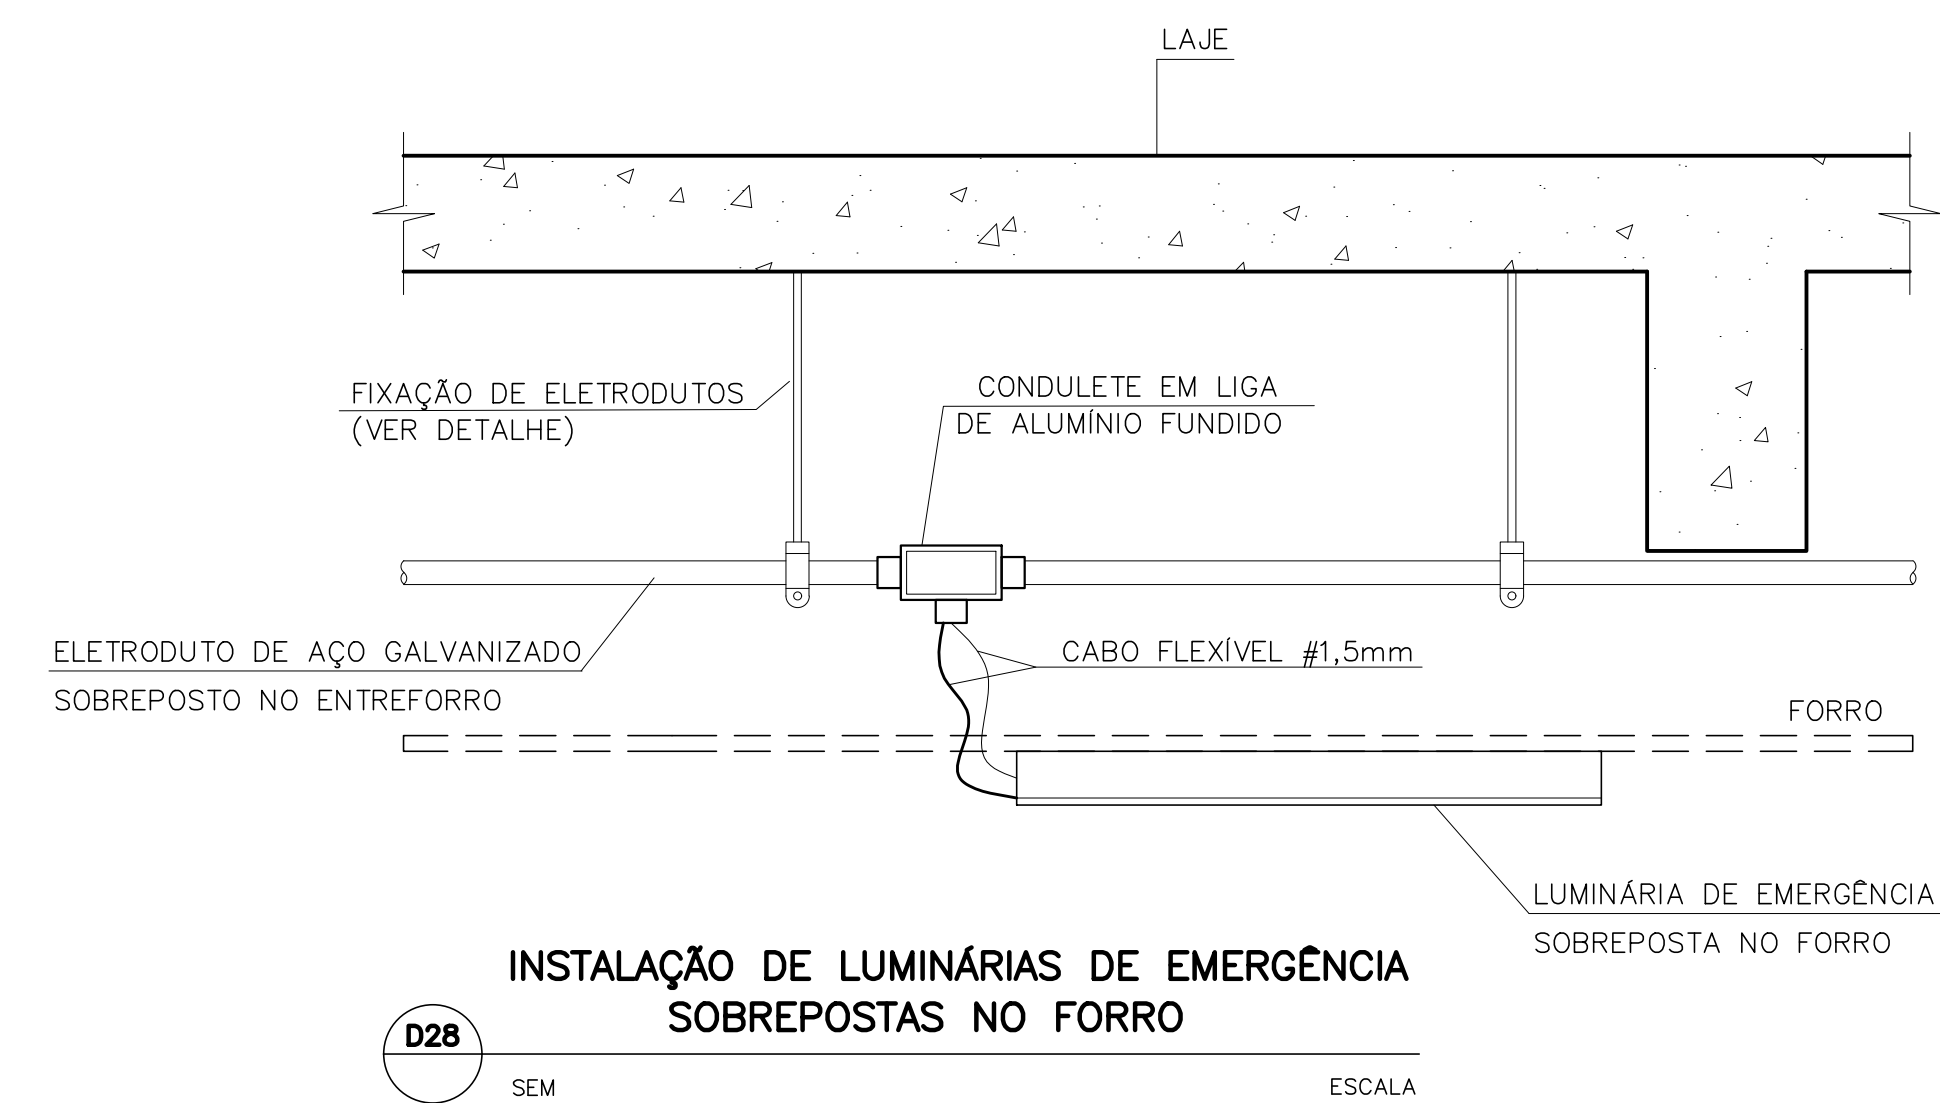 LAJE
FIXAÇÃO DE ELETRODUTOS
(VER DETALHE)
CONDULETE EM LIGA
DE ALUMÍNIO FUNDIDO
ELETRODUTO DE AÇO GALVANIZADO
SOBREPOSTO NO ENTREFORRO
CABO FLEXÍVEL #1,5mm
FORRO
LUMINÁRIA DE EMERGÊNCIA
SOBREPOSTA NO FORRO
INSTALAÇÃO DE LUMINÁRIAS DE EMERGÊNCIA
SOBREPOSTAS NO FORRO
D28
SEM ESCALA